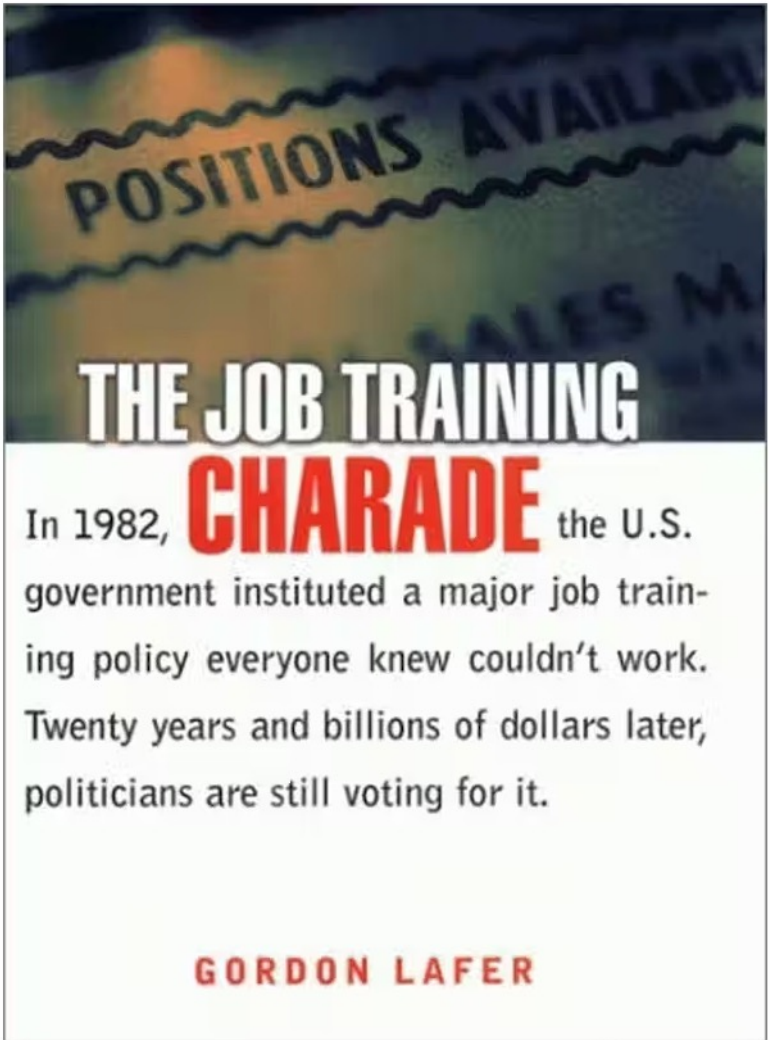 POSITIONS AVAILABL
SALES M
THE JOB TRAINING
CHARADE
In 1982, the U.S.
government instituted a major job train-
ing policy everyone knew couldn't work.
Twenty years and billions of dollars later,
politicians are still voting for it.
GORDON LAFER